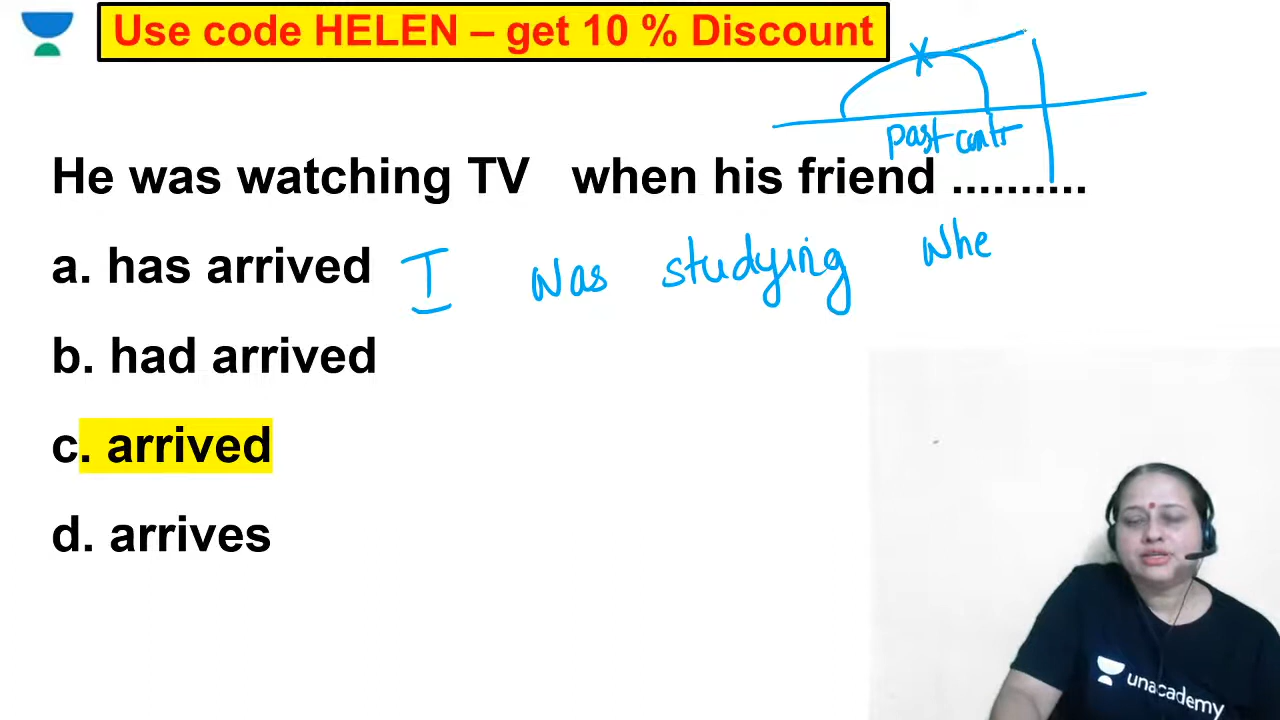 Use code HELEN – get 10 % Discount
past cont
He was watching TV when his friend ..........
a. has arrived
I was studying whe
b. had arrived
c. arrived
d. arrives
unacademy